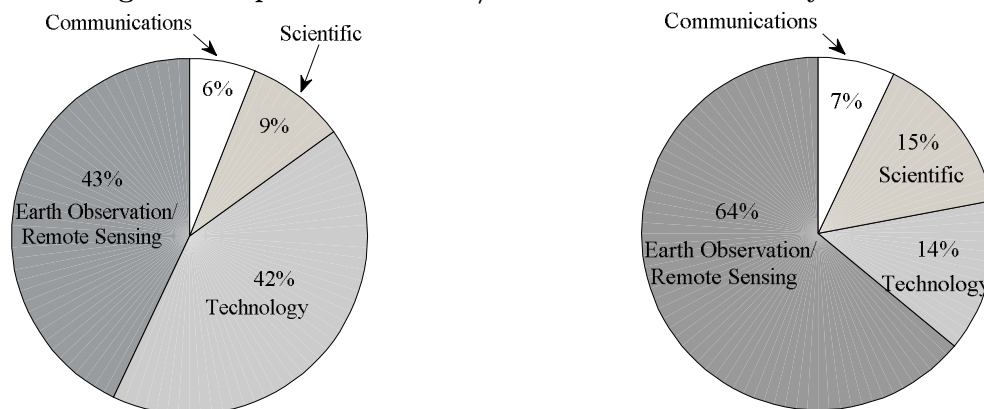 Communications
Scientific
6%
9%
43%
Earth Observation/
Remote Sensing
42%
Technology
Communications
7%
15%
Scientific
64%
Earth Observation/
Remote Sensing
14%
Technology